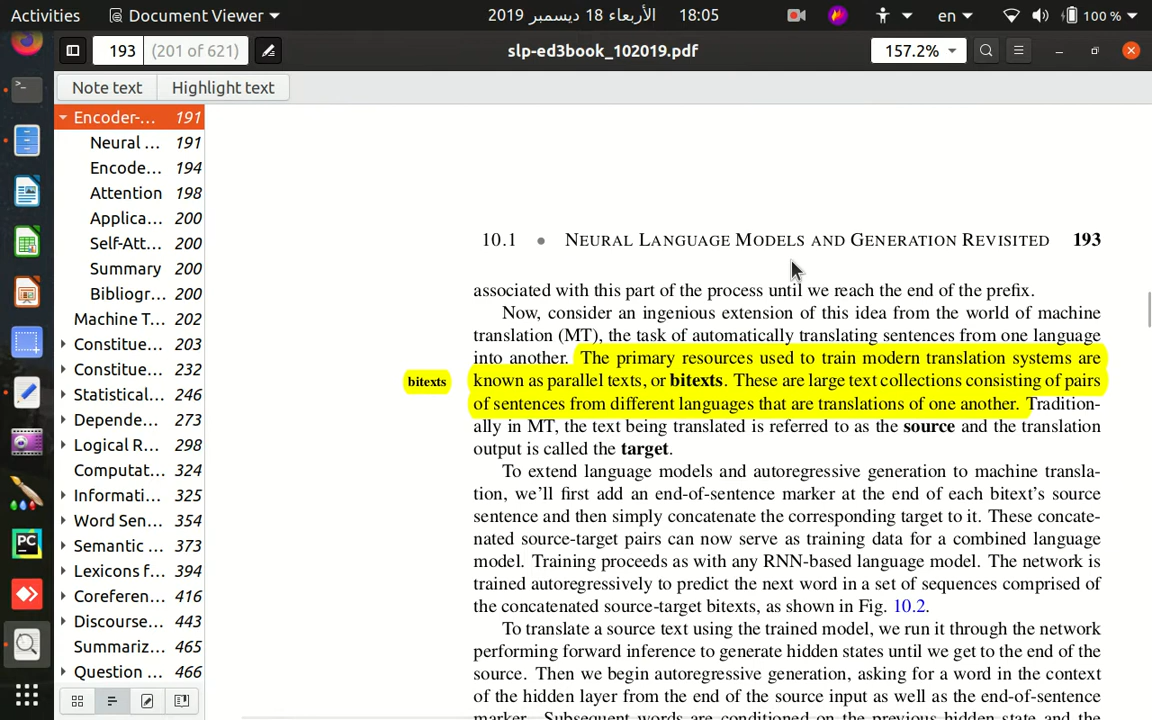 Activities Document Viewer الأربعاء 18 ديسمبر 2019 18:05 en 100 %
193 (201 of 621) slp-ed3book_102019.pdf 157.2%
Note text Highlight text
Encoder-... 191
Neural ... 191
Encode... 194
Attention 198
Applica... 200
Self-Att... 200
Summary 200
Bibliogr... 200
Machine T... 202
Constitue... 203
Constitue... 232
Statistical... 246
Depende... 273
Logical R... 298
Computat... 324
Informati... 325
Word Sen... 354
Semantic ... 373
Lexicons f... 394
Coreferen... 416
Discourse... 443
Summariz... 465
Question ... 466
PC
10.1 • NEURAL LANGUAGE MODELS AND GENERATION REVISITED 193
associated with this part of the process until we reach the end of the prefix.
Now, consider an ingenious extension of this idea from the world of machine
translation (MT), the task of automatically translating sentences from one language
into another. The primary resources used to train modern translation systems are
bitexts
known as parallel texts, or bitexts. These are large text collections consisting of pairs
of sentences from different languages that are translations of one another. Tradition-
ally in MT, the text being translated is referred to as the source and the translation
output is called the target.
To extend language models and autoregressive generation to machine transla-
tion, we'll first add an end-of-sentence marker at the end of each bitext's source
sentence and then simply concatenate the corresponding target to it. These concate-
nated source-target pairs can now serve as training data for a combined language
model. Training proceeds as with any RNN-based language model. The network is
trained autoregressively to predict the next word in a set of sequences comprised of
the concatenated source-target bitexts, as shown in Fig. 10.2.
To translate a source text using the trained model, we run it through the network
performing forward inference to generate hidden states until we get to the end of the
source. Then we begin autoregressive generation, asking for a word in the context
of the hidden layer from the end of the source input as well as the end-of-sentence
marker. Subsequent words are conditioned on the previous hidden state and the